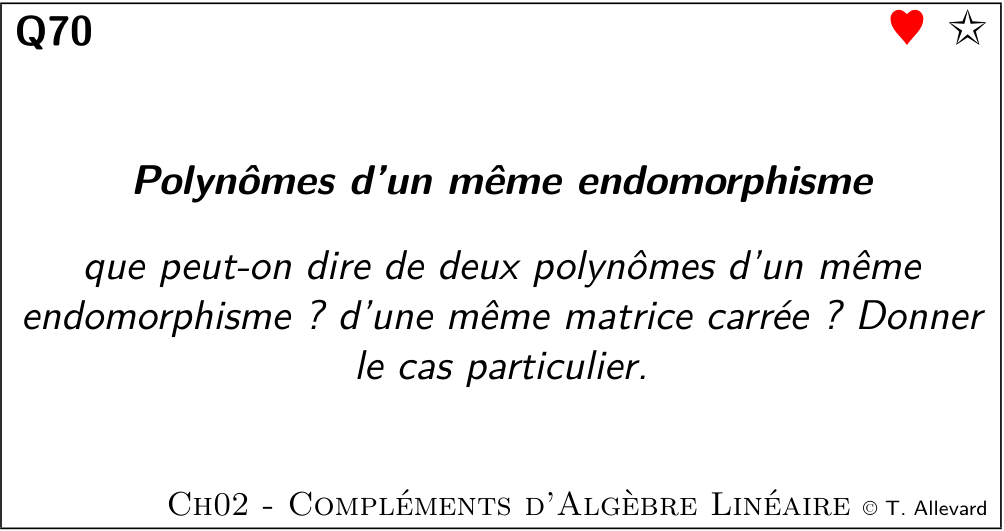 Q70
Polynômes d'un même endomorphisme
que peut-on dire de deux polynômes d'un même
endomorphisme ? d'une même matrice carrée ? Donner
le cas particulier.
Ch02 - Compléments d'Algèbre Linéaire © T. Allevard